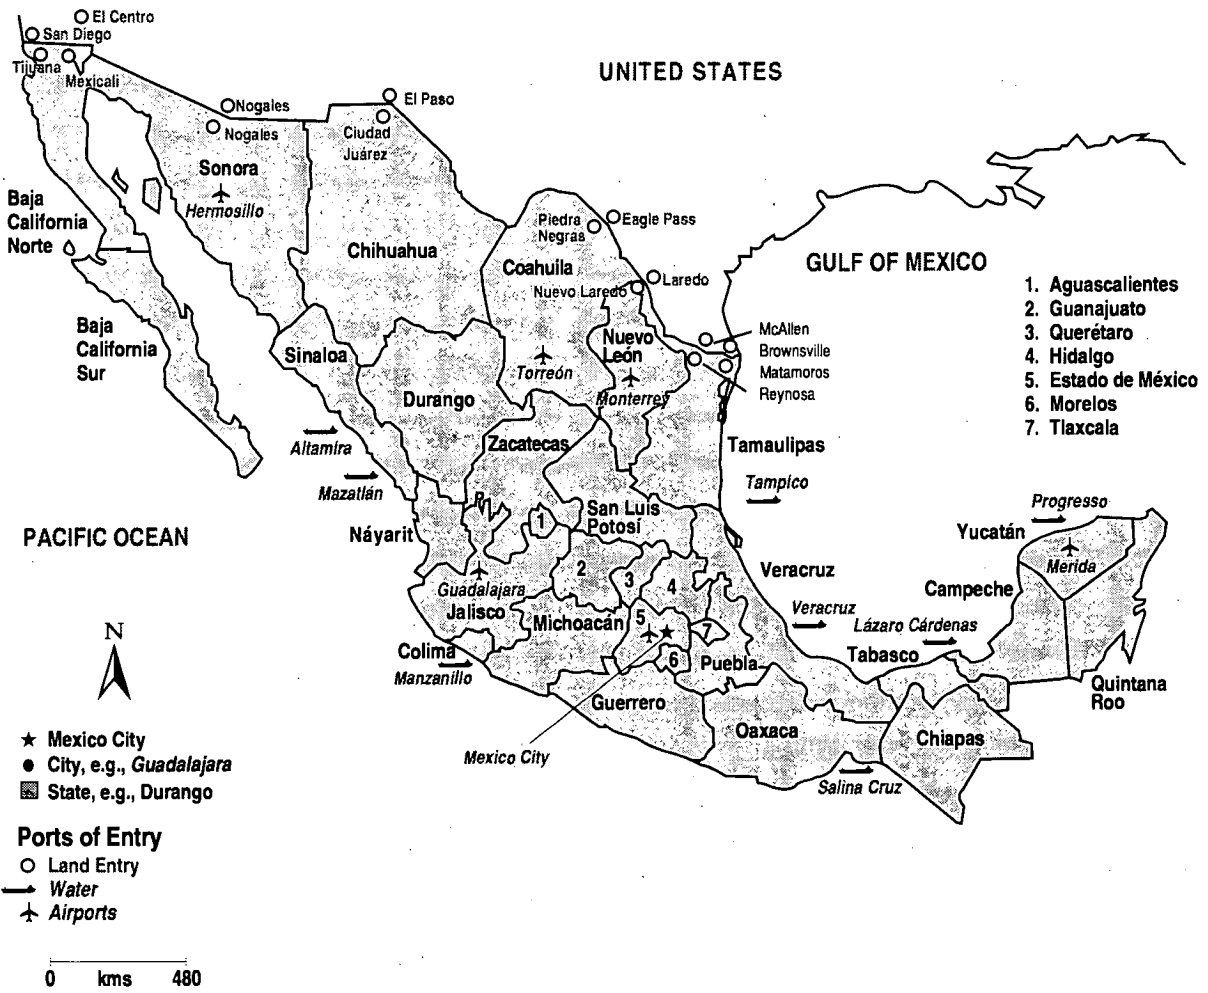 El Centro
San Diego
Tijuana
Mexicali
UNITED STATES
Nogales
El Paso
Nogales
Ciudad
Juárez
Sonora
Hermosillo
Baja
California
Norte
Chihuahua
Piedra
Negras
Eagle Pass
Coahuila
Nuevo Laredo
Laredo
GULF OF MEXICO
1. Aguascalientes
2. Guanajuato
3. Querétaro
4. Hidalgo
5. Estado de México
6. Morelos
7. Tlaxcala
Baja
California
Sur
Sinaloa
Nuevo
León
McAllen
Brownsville
Matamoros
Reynosa
Torreón
Monterrey
Durango
Altamira
Zacatecas
Tamaulipas
Mazatlán
Tampico
PACIFIC OCEAN
Náyarit
1
San Luis
Potosí
Progresso
Yucatán
Merida
2
3
4
Veracruz
Campeche
Guadalajara
Jalisco
Michoacán
5
7
Veracruz
Lázaro Cárdenas
N
Colima
Manzanillo
6
Puebla
Tabasco
Quintana
Roo
Guerrero
Oaxaca
Chiapas
Mexico City
Salina Cruz
Mexico City
City, e.g., Guadalajara
State, e.g., Durango
Ports of Entry
Land Entry
Water
Airports
0 kms 480